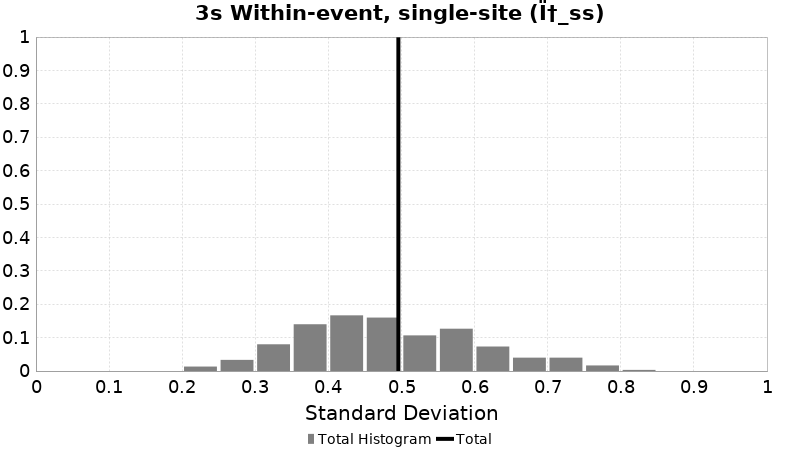 3s Within-event, single-site (Ï†_ss)
1
0.9
0.8
0.7
0.6
0.5
0.4
0.3
0.2
0.1
0
0 0.1 0.2 0.3 0.4 0.5 0.6 0.7 0.8 0.9 1
Standard Deviation
Total Histogram Total